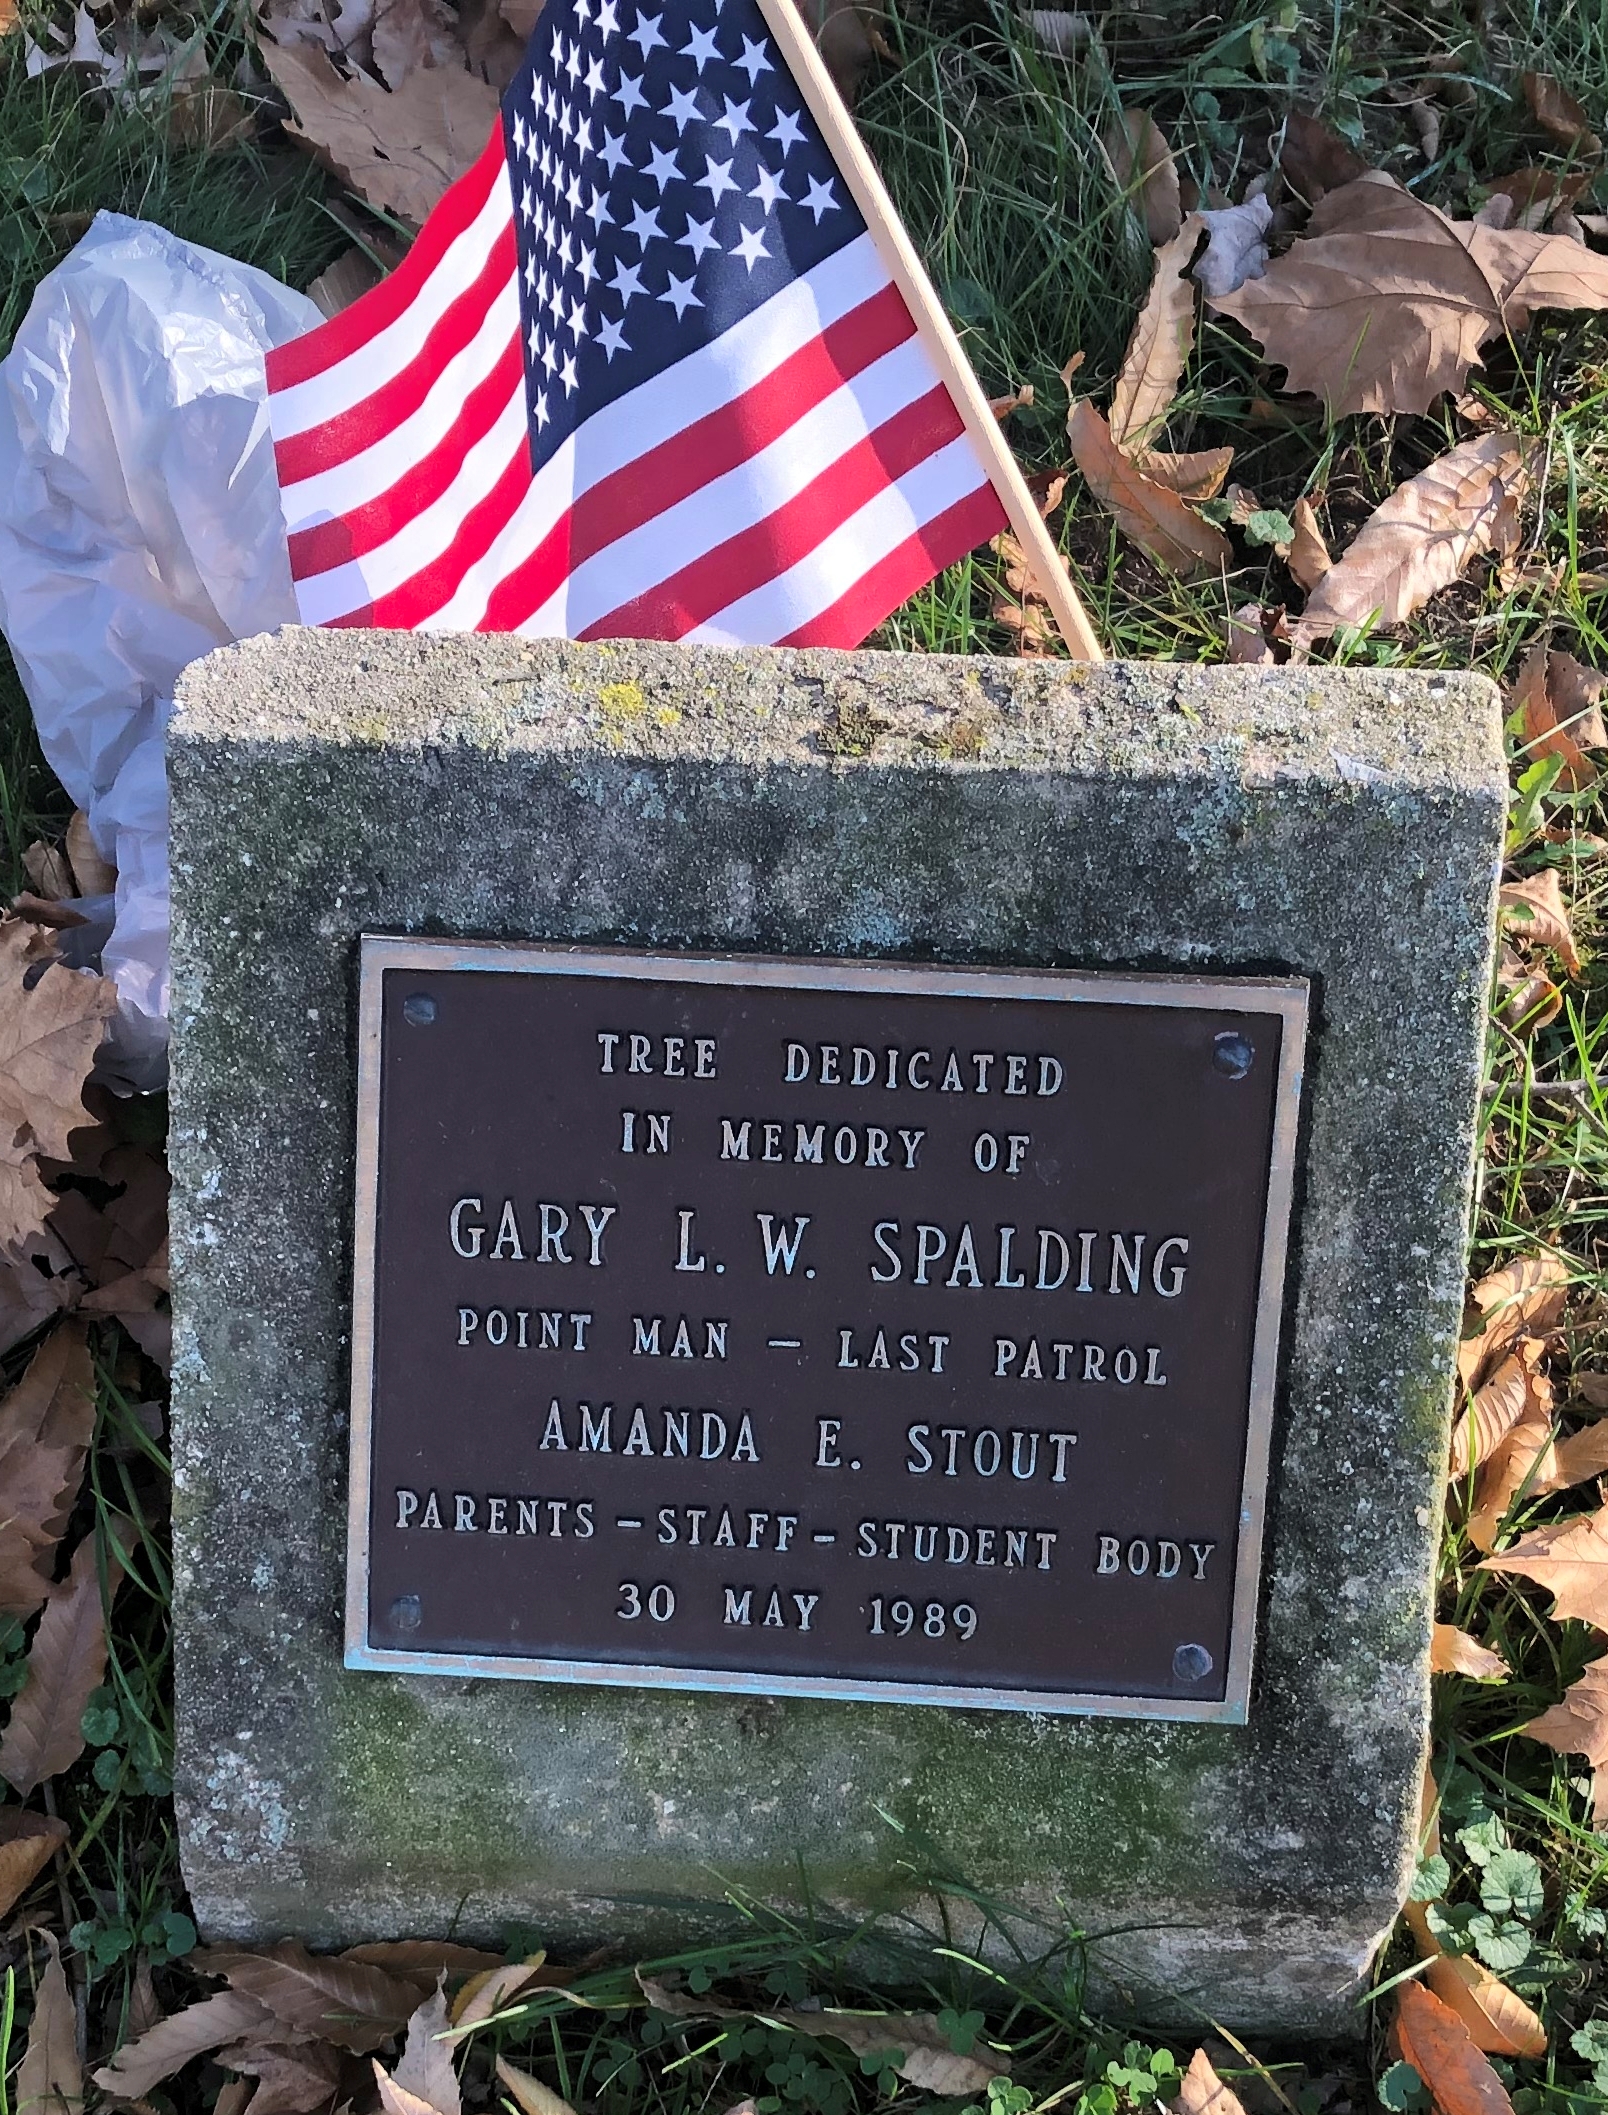 TREE DEDICATED
IN MEMORY OF
GARY L. W. SPALDING
POINT MAN – LAST PATROL
AMANDA E. STOUT
PARENTS – STAFF – STUDENT BODY
30 MAY 1989